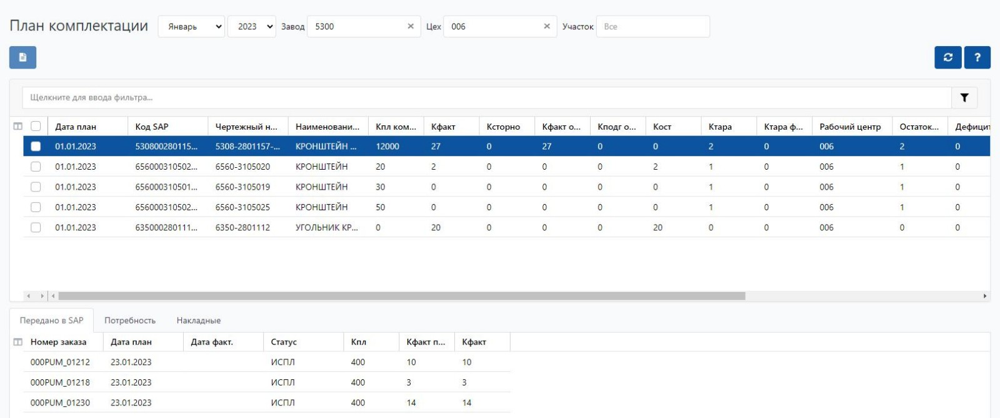 План комплектации Январь 2023 Завод 5300 Цех 006 Участок Все
?
Щелкните для ввода фильтра...
Дата план Код SAP Чертежный н... Наименовани... Кпл ком... Кфакт Ксторно Кфакт о... Кподг о... Кост Ктара Ктара ф... Рабочий центр Остаток... Дефицит
01.01.2023 530800280115... 5308-2801157-... КРОНШТЕЙН ... 12000 27 0 27 0 0 2 0 006 2 0
01.01.2023 656000310502... 6560-3105020 КРОНШТЕЙН 20 2 0 0 0 2 1 0 006 1 0
01.01.2023 656000310501... 6560-3105019 КРОНШТЕЙН 30 0 0 0 0 0 1 0 006 1 0
01.01.2023 656000310502... 6560-3105025 КРОНШТЕЙН 50 0 0 0 0 0 1 0 006 1 0
01.01.2023 635000280111... 6350-2801112 УГОЛЬНИК КР... 0 20 0 0 0 20 0 0 006 0 0
Передано в SAP Потребность Накладные
Номер заказа Дата план Дата факт. Статус Кпл Кфакт п... Кфакт
000PUM_01212 23.01.2023 ИСПЛ 400 10 10
000PUM_01218 23.01.2023 ИСПЛ 400 3 3
000PUM_01230 23.01.2023 ИСПЛ 400 14 14